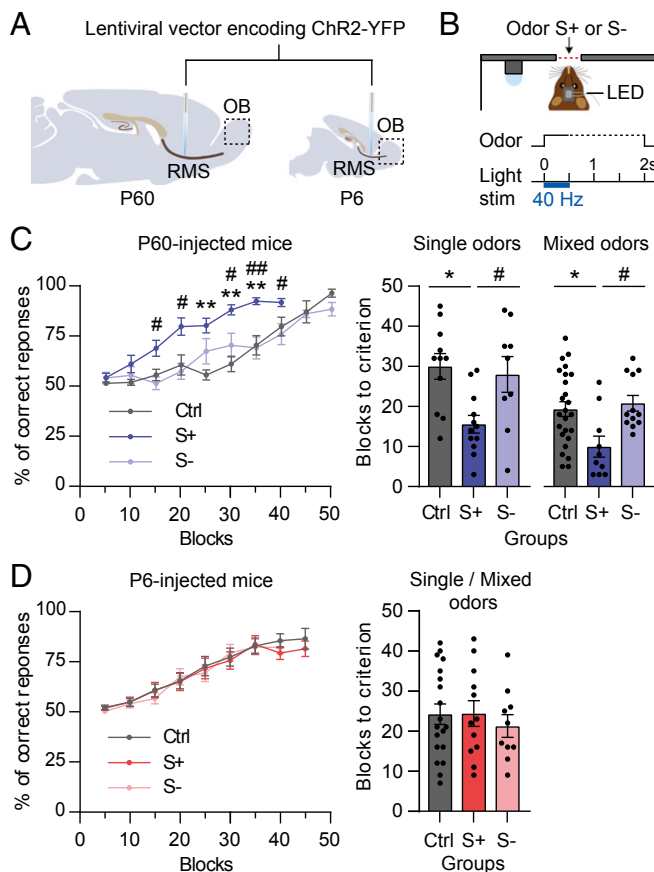 A
Lentiviral vector encoding ChR2-YFP
OB
RMS
P60
OB
RMS
P6
B
Odor S+ or S-
LED
Odor
0 1 2s
Light
stim
40 Hz
C
P60-injected mice
% of correct reponses
100
75
50
25
0
# # ** # ** ## ** #
Ctrl
S+
S-
0 10 20 30 40 50
Blocks
Single odors
Mixed odors
* # * #
Blocks to criterion
50
40
30
20
10
0
Ctrl S+ S- Ctrl S+ S-
Groups
D
P6-injected mice
% of correct reponses
100
75
50
0
Ctrl
S+
S-
0 10 20 30 40 50
Blocks
Single / Mixed
odors
Blocks to criterion
50
40
30
20
10
0
Ctrl S+ S-
Groups